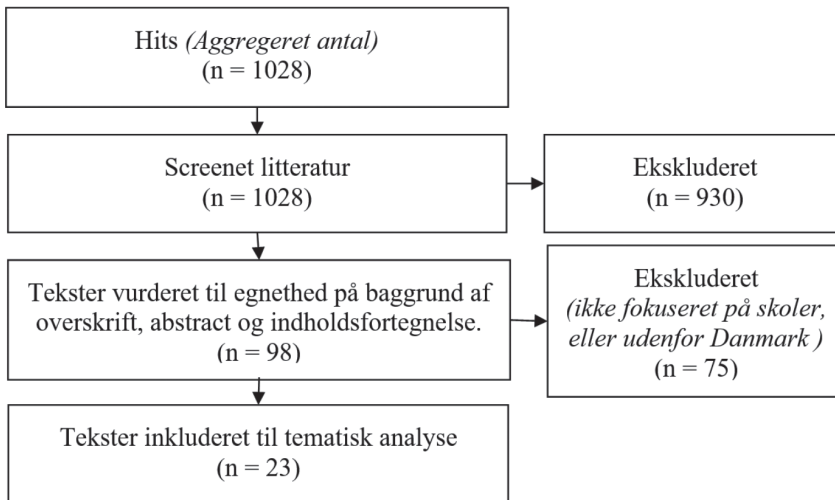 Hits (Aggregeret antal)
(n = 1028)
Screenet litteratur
(n = 1028)
Ekskluderet
(n = 930)
Tekster vurderet til egnethed på baggrund af
overskrift, abstract og indholdsfortegnelse.
(n = 98)
Ekskluderet
(ikke fokuseret på skoler,
eller udenfor Danmark )
(n = 75)
Tekster inkluderet til tematisk analyse
(n = 23)